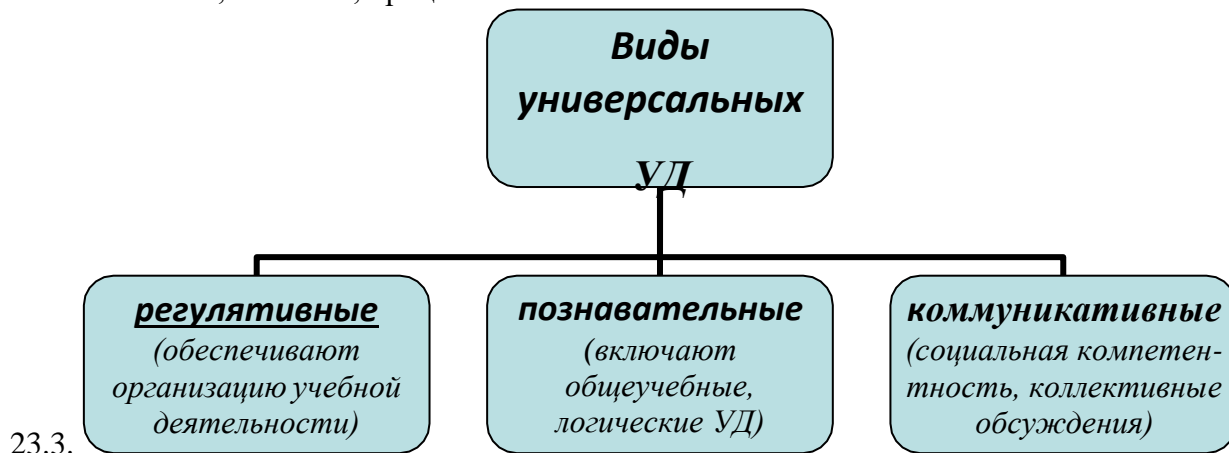 Виды
универсальных
УД
регулятивные
(обеспечивают
организацию учебной
деятельности)
познавательные
(включают
общеучебные,
логические УД)
коммуникативные
(социальная компетен-
тность, коллективные
обсуждения)
23.3.